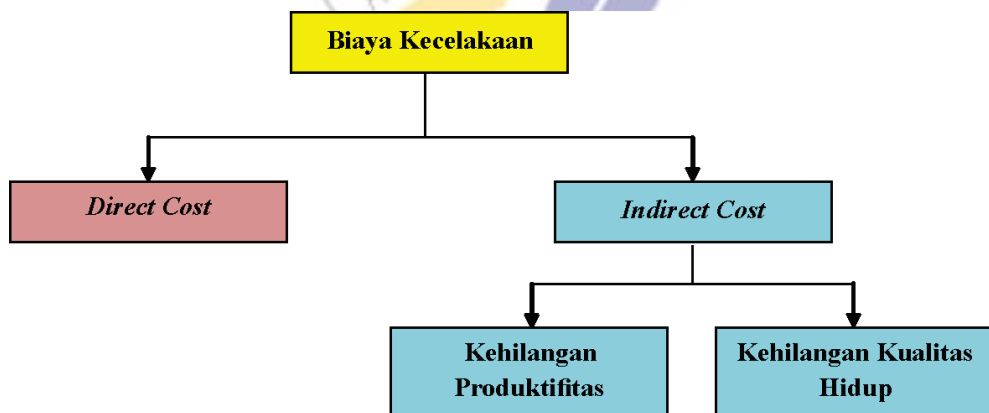 Biaya Kecelakaan
Direct Cost
Indirect Cost
Kehilangan
Produktifitas
Kehilangan Kualitas
Hidup